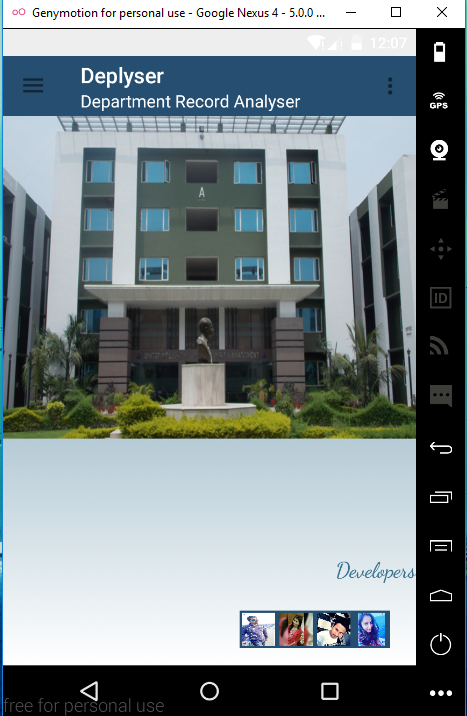 Genymotion for personal use - Google Nexus 4 - 5.0.0 ...
12:07
GPS
Deplyser
Department Record Analyser
A
ID
Developers
free for personal use